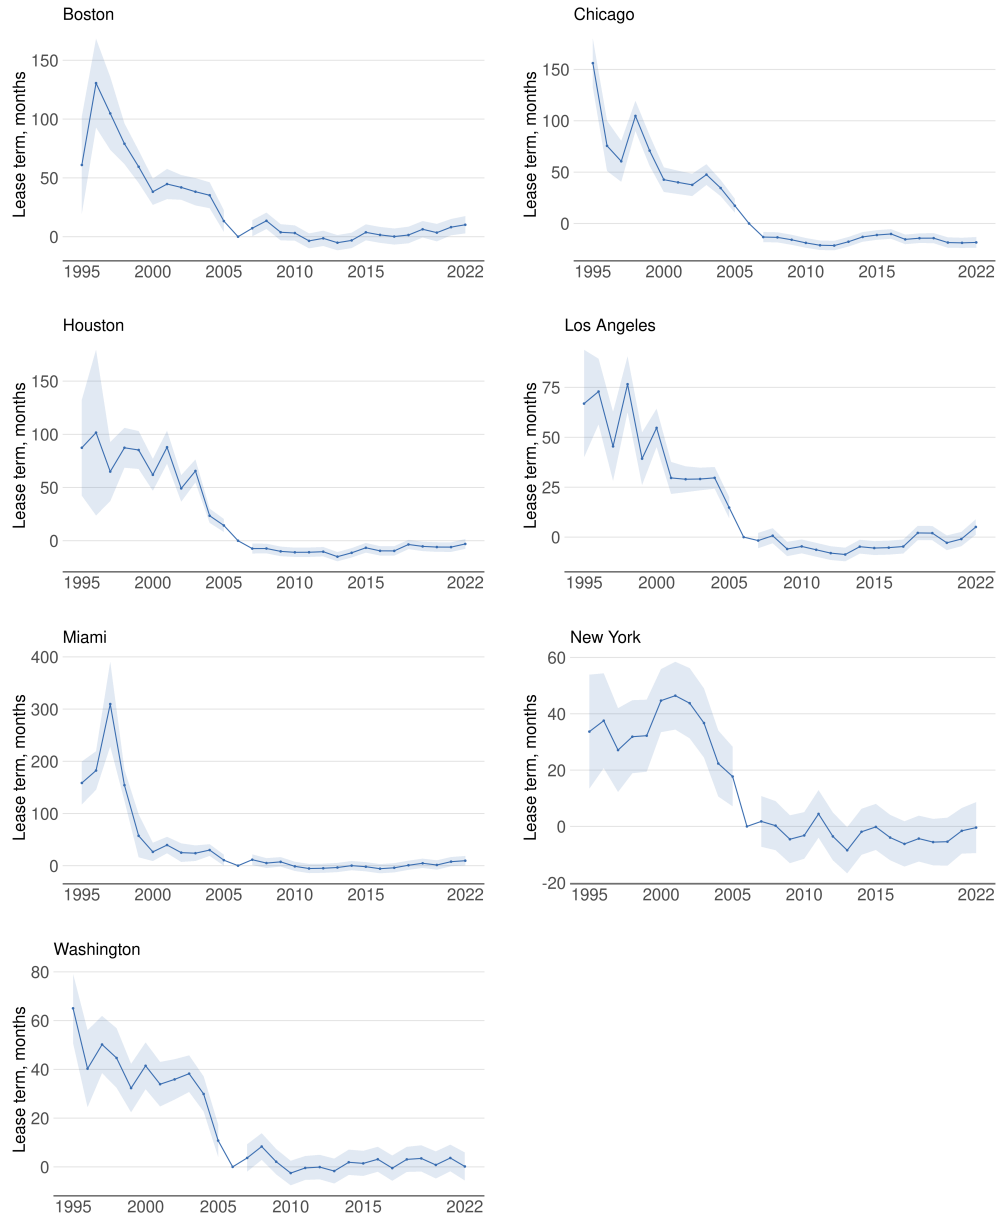 Boston
Lease term, months
150
100
50
0
1995 2000 2005 2010 2015 2022
Chicago
Lease term, months
150
100
50
0
1995 2000 2005 2010 2015 2022
Houston
Lease term, months
150
100
50
0
1995 2000 2005 2010 2015 2022
Los Angeles
Lease term, months
75
50
25
0
1995 2000 2005 2010 2015 2022
Miami
Lease term, months
400
300
200
100
0
1995 2000 2005 2010 2015 2022
New York
Lease term, months
60
40
20
0
-20
1995 2000 2005 2010 2015 2022
Washington
Lease term, months
80
60
40
20
0
1995 2000 2005 2010 2015 2022